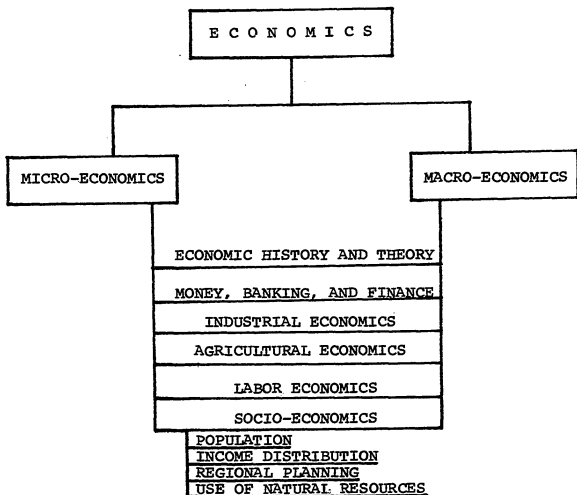 ECONOMICS
MICRO-ECONOMICS
MACRO-ECONOMICS
ECONOMIC HISTORY AND THEORY
MONEY, BANKING, AND FINANCE
INDUSTRIAL ECONOMICS
AGRICULTURAL ECONOMICS
LABOR ECONOMICS
SOCIO-ECONOMICS
POPULATION
INCOME DISTRIBUTION
REGIONAL PLANNING
USE OF NATURAL RESOURCES